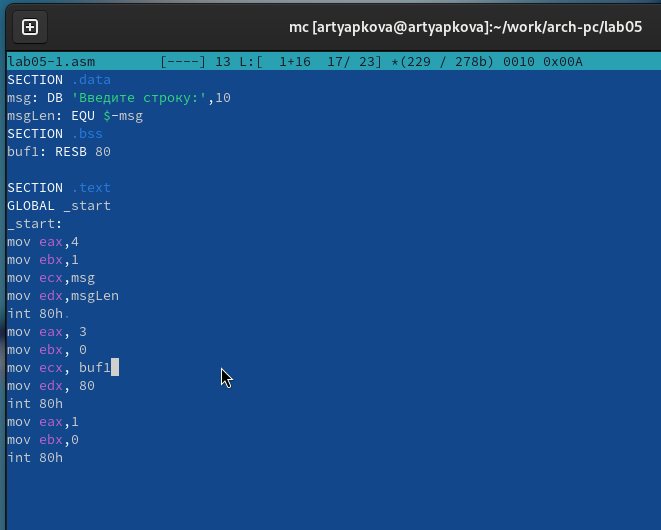 mc [artyapkova@artyapkova]:~/work/arch-pc/lab05
lab05-1.asm [----] 13 L:[ 1+16 17/ 23] *(229 / 278b) 0010 0x00A
SECTION .data
msg: DB 'Введите строку:',10
msgLen: EQU $-msg
SECTION .bss
buf1: RESB 80
SECTION .text
GLOBAL _start
_start:
mov eax,4
mov ebx,1
mov ecx,msg
mov edx,msgLen
int 80h.
mov eax, 3
mov ebx, 0
mov ecx, buf1
mov edx, 80
int 80h
mov eax,1
mov ebx,0
int 80h